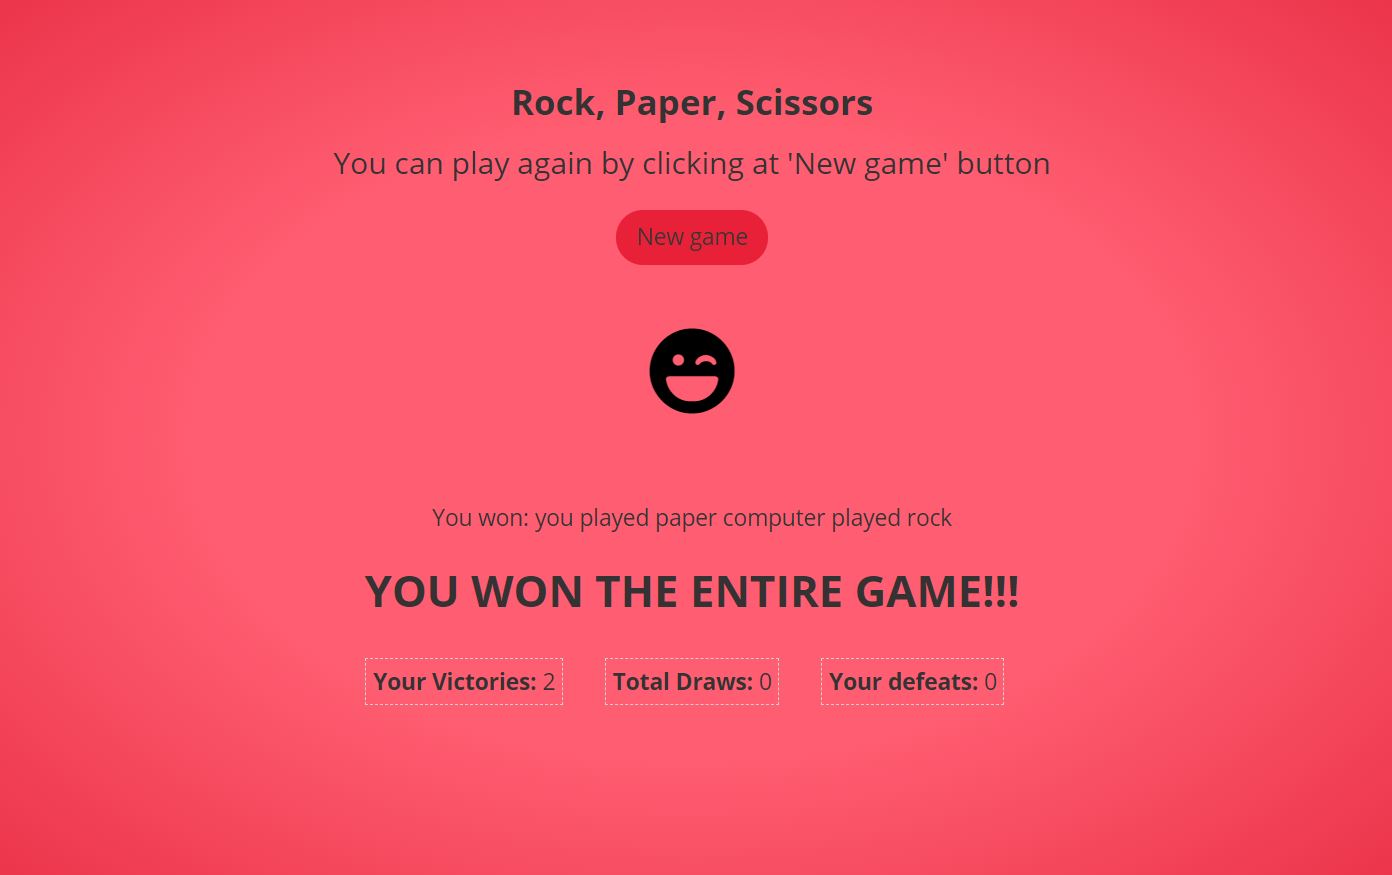 Rock, Paper, Scissors
You can play again by clicking at 'New game' button
New game
You won: you played paper computer played rock
YOU WON THE ENTIRE GAME!!!
Your Victories: 2 Total Draws: 0 Your defeats: 0